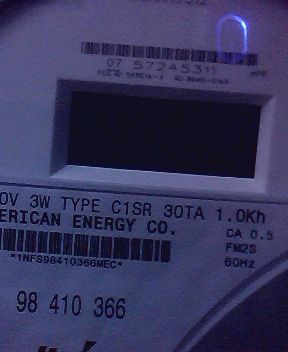 07 57245311
0V 3W TYPE C1SR 30TA 1.0Kh
ERICAN ENERGY CO.
CA 0.5
FM2S
60Hz
*1NFS98410366MEC*
98 410 366